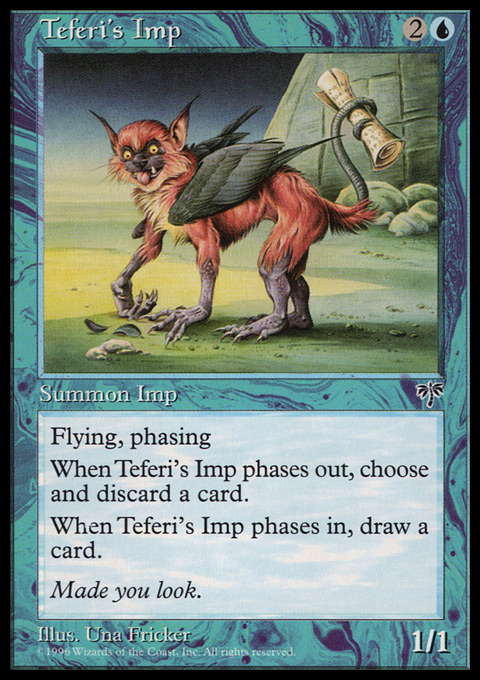 Teferi's Imp 2
Summon Imp
Flying, phasing
When Teferi's Imp phases out, choose
and discard a card.
When Teferi's Imp phases in, draw a
card.
Made you look.
Illus. Una Fricker
©1996 Wizards of the Coast, Inc. All rights reserved.
1/1